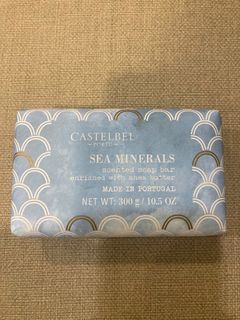 CASTELBEL
PORTO
SEA MINERALS
scented soap bar
enriched with shea butter
MADE IN PORTUGAL
NET WT: 300 g / 10.5 OZ